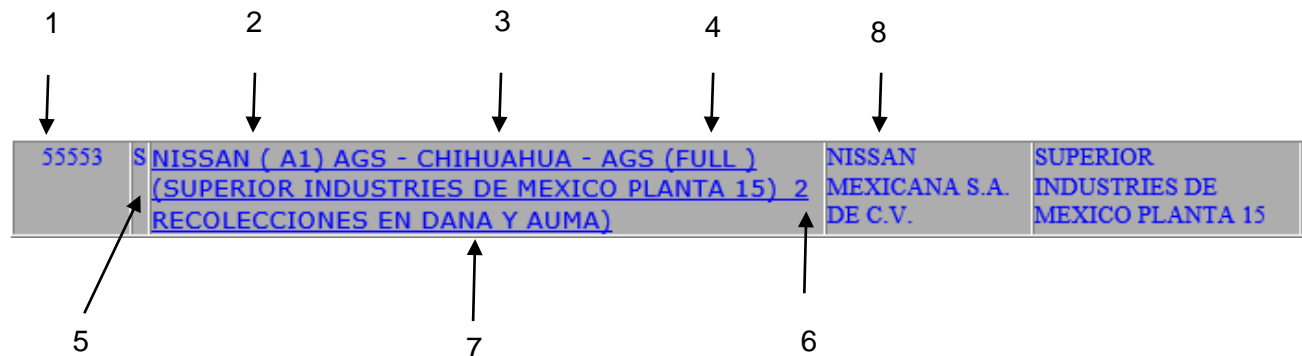 1 2 3 4 8
55553 S NISSAN ( A1) AGS - CHIHUAHUA - AGS (FULL )
(SUPERIOR INDUSTRIES DE MEXICO PLANTA 15)  2
RECOLECCIONES EN DANA Y AUMA)
NISSAN
MEXICANA S.A.
DE C.V.
SUPERIOR
INDUSTRIES DE
MEXICO PLANTA 15
5 7 6